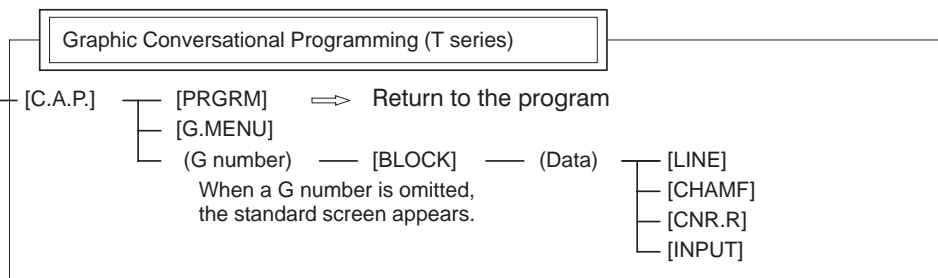 Graphic Conversational Programming (T series)
[C.A.P.] [PRGRM] Return to the program
[G.MENU]
(G number) [BLOCK] (Data) [LINE]
When a G number is omitted, [CHAMF]
the standard screen appears. [CNR.R]
[INPUT]